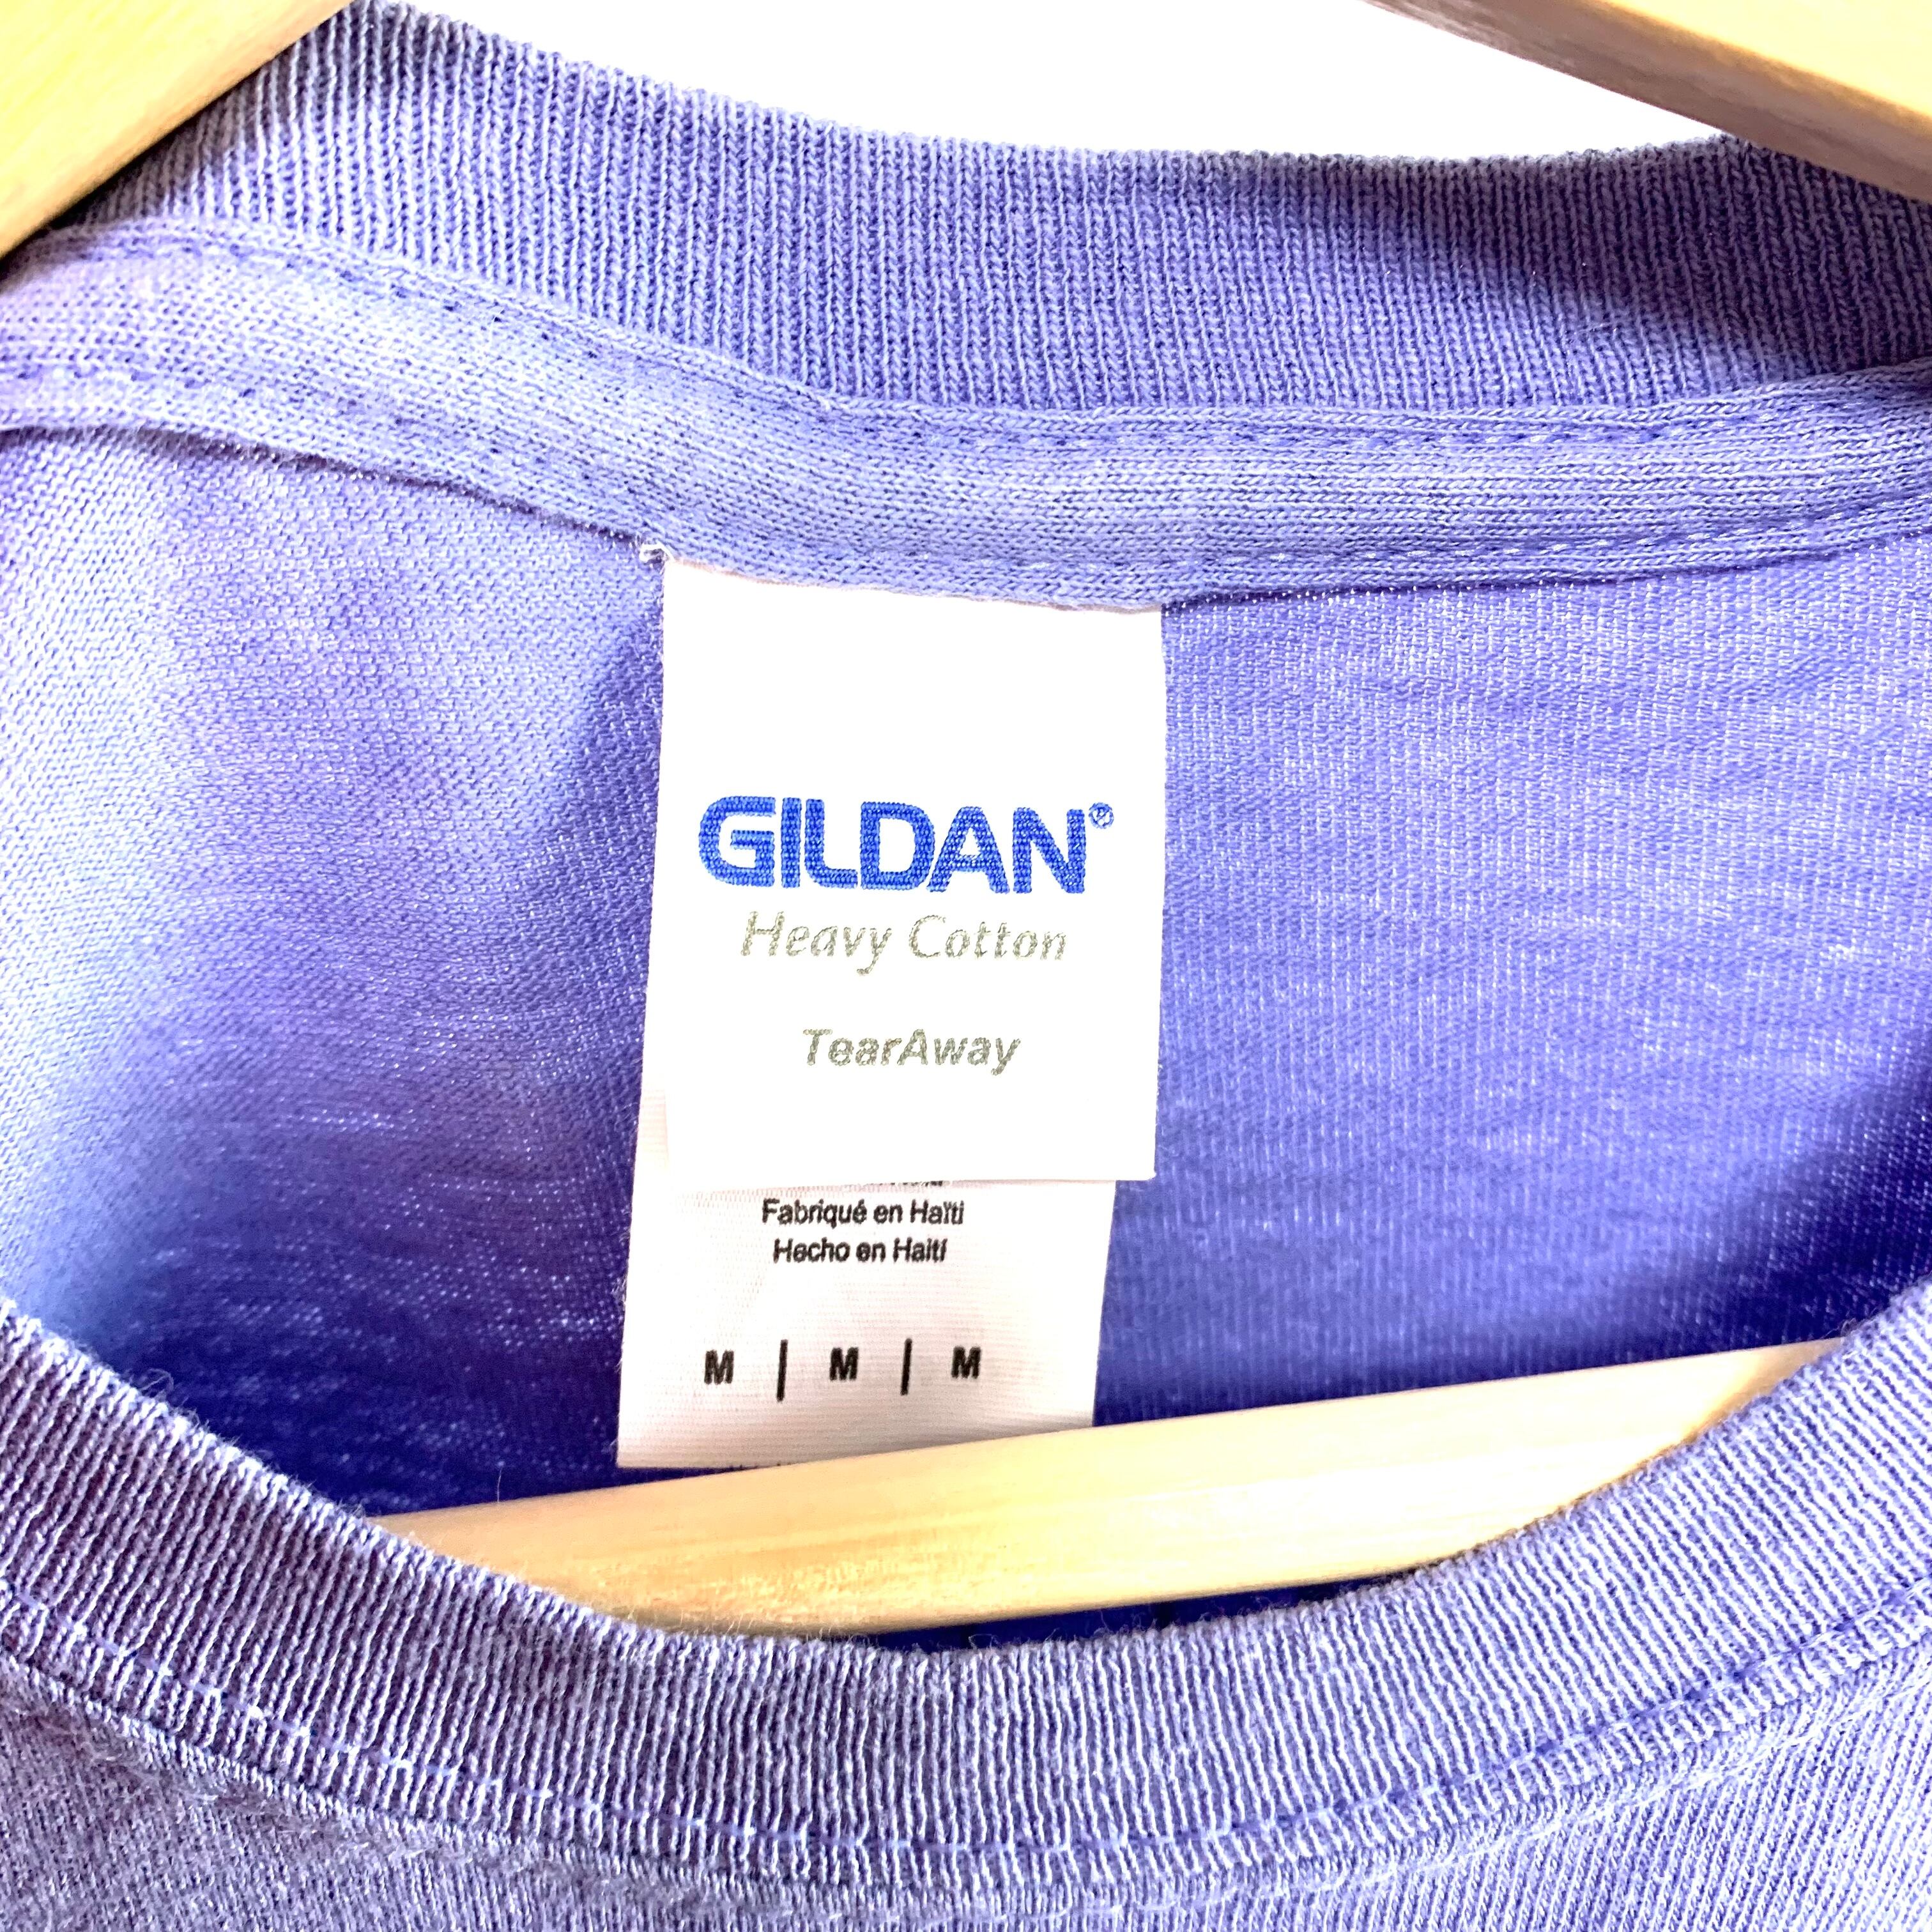 GILDAN®
Heavy Cotton
TearAway
Fabriqué en Haïti
Hecho en Haití
M | M | M